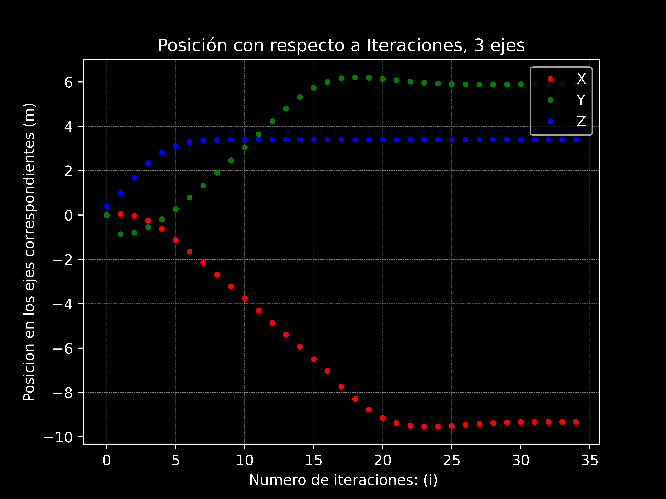 Posición con respecto a Iteraciones, 3 ejes
Posicion en los ejes correspondientes (m)
6
4
2
0
−2
−4
−6
−8
−10
X
Y
Z
0 5 10 15 20 25 30 35
Numero de iteraciones: (i)